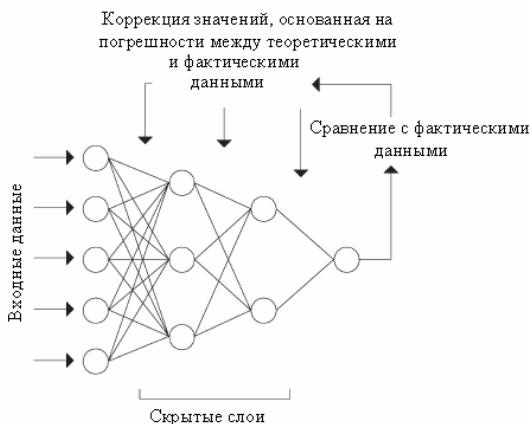 Коррекция значений, основанная на
погрешности между теоретическими
и фактическими
данными
Сравнение с фактическими
данными
Входные данные
Скрытые слои